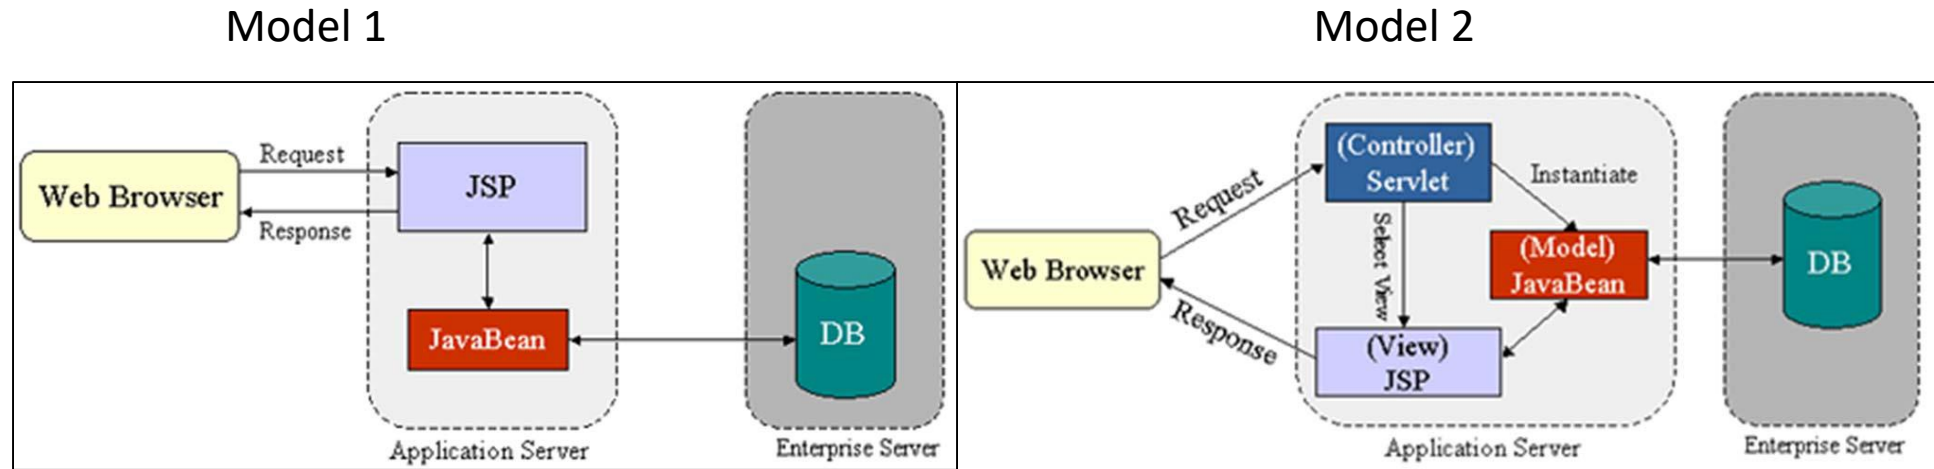 Model 1
Model 2
Web Browser
Request
Response
JSP
JavaBean
DB
Application Server
Enterprise Server
Web Browser
Request
Response
(Controller)
Servlet
Instantiate
Select View
(Model)
JavaBean
(View)
JSP
DB
Application Server
Enterprise Server